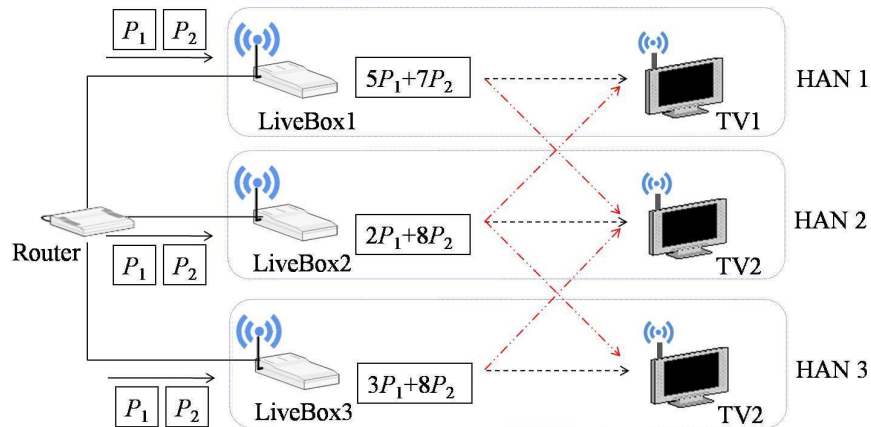 P1 P2
LiveBox1
5P1+7P2
TV1
HAN 1
Router
P1 P2
LiveBox2
2P1+8P2
TV2
HAN 2
P1 P2
LiveBox3
3P1+8P2
TV2
HAN 3